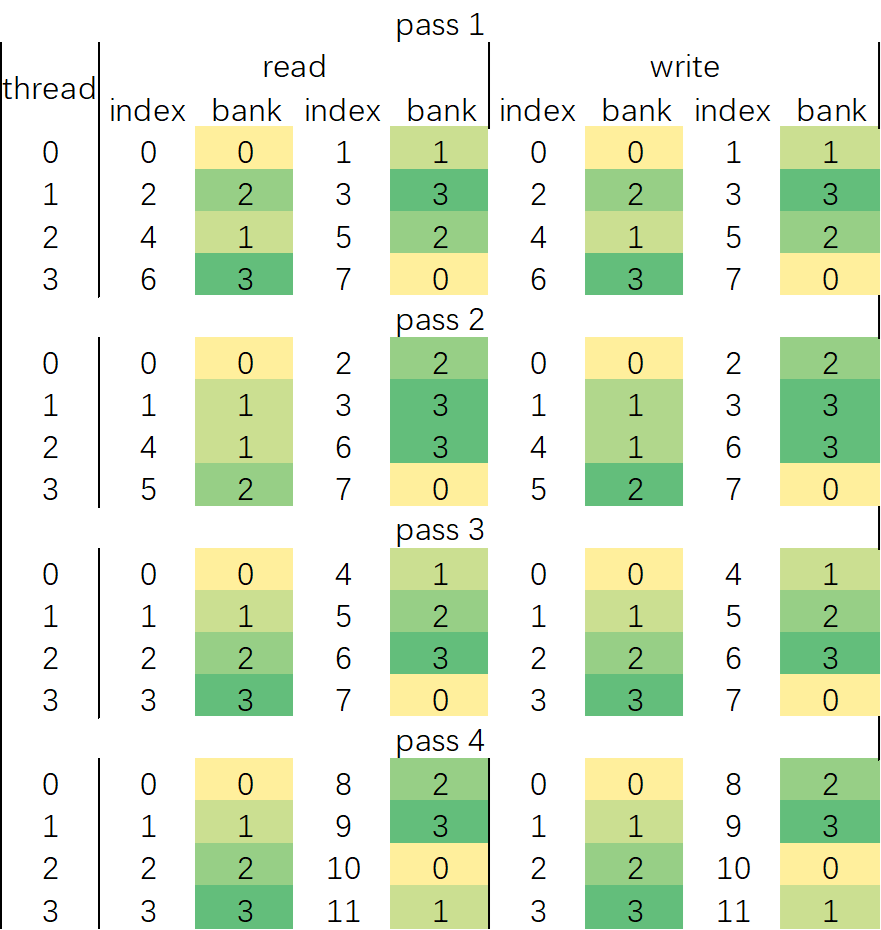 pass 1
read write
thread
index bank index bank index bank index bank
0 0 0 1 1 0 0 1 1
1 2 2 3 3 2 2 3 3
2 4 1 5 2 4 1 5 2
3 6 3 7 0 6 3 7 0
pass 2
0 0 0 2 2 0 0 2 2
1 1 1 3 3 1 1 3 3
2 4 1 6 3 4 1 6 3
3 5 2 7 0 5 2 7 0
pass 3
0 0 0 4 1 0 0 4 1
1 1 1 5 2 1 1 5 2
2 2 2 6 3 2 2 6 3
3 3 3 7 0 3 3 7 0
pass 4
0 0 0 8 2 0 0 8 2
1 1 1 9 3 1 1 9 3
2 2 2 10 0 2 2 10 0
3 3 3 11 1 3 3 11 1